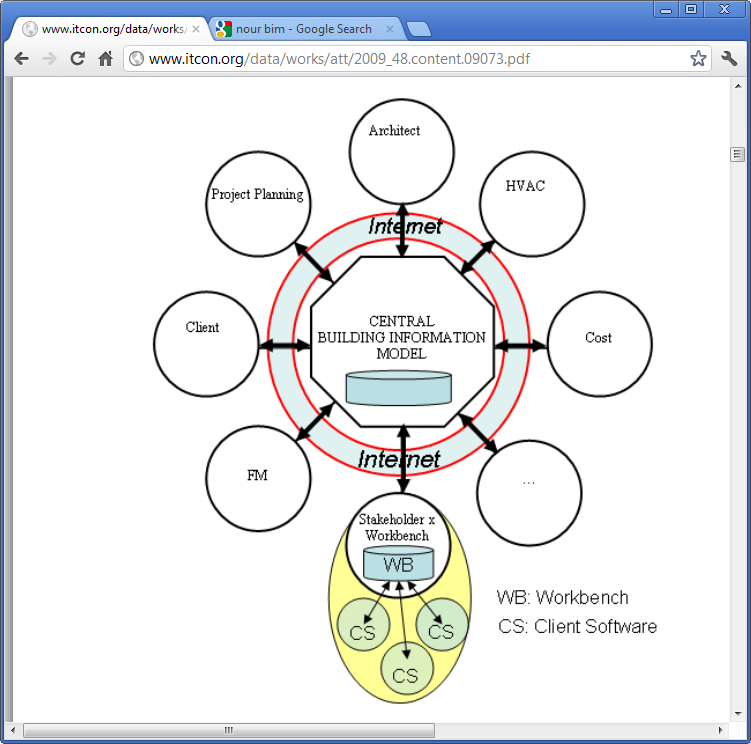 www.itcon.org/data/works/
nour bim - Google Search
www.itcon.org/data/works/att/2009_48.content.09073.pdf
Architect
Project Planning
HVAC
Internet
Client
CENTRAL
BUILDING INFORMATION
MODEL
Cost
Internet
FM
...
Stakeholder x
Workbench
WB
CS
CS
CS
WB: Workbench
CS: Client Software